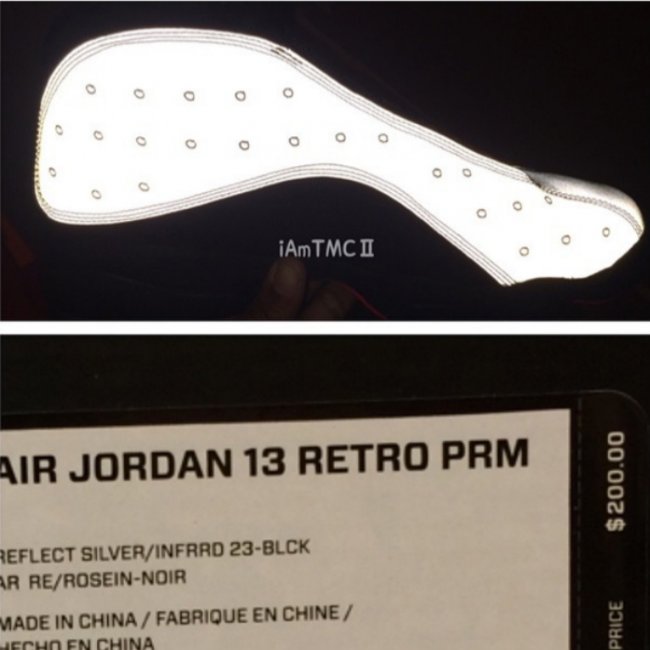 iAmTMC II
AIR JORDAN 13 RETRO PRM
REFLECT SILVER/INFRRD 23-BLCK
AR RE/ROSEIN-NOIR
MADE IN CHINA / FABRIQUE EN CHINE /
HECHO EN CHINA
$200.00
PRICE